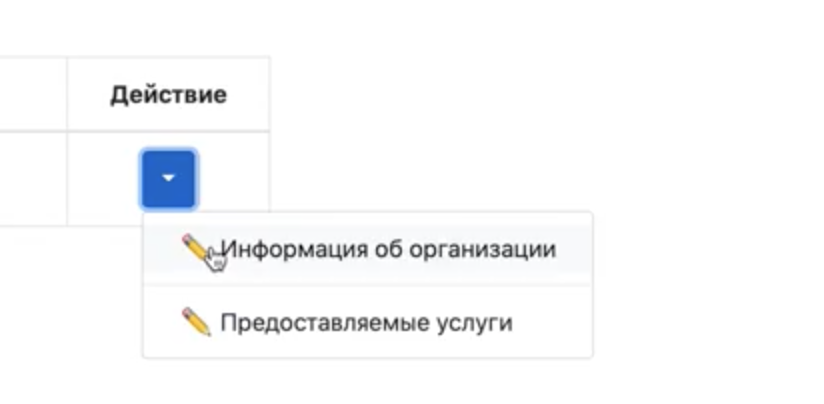 Действие
Информация об организации
Предоставляемые услуги